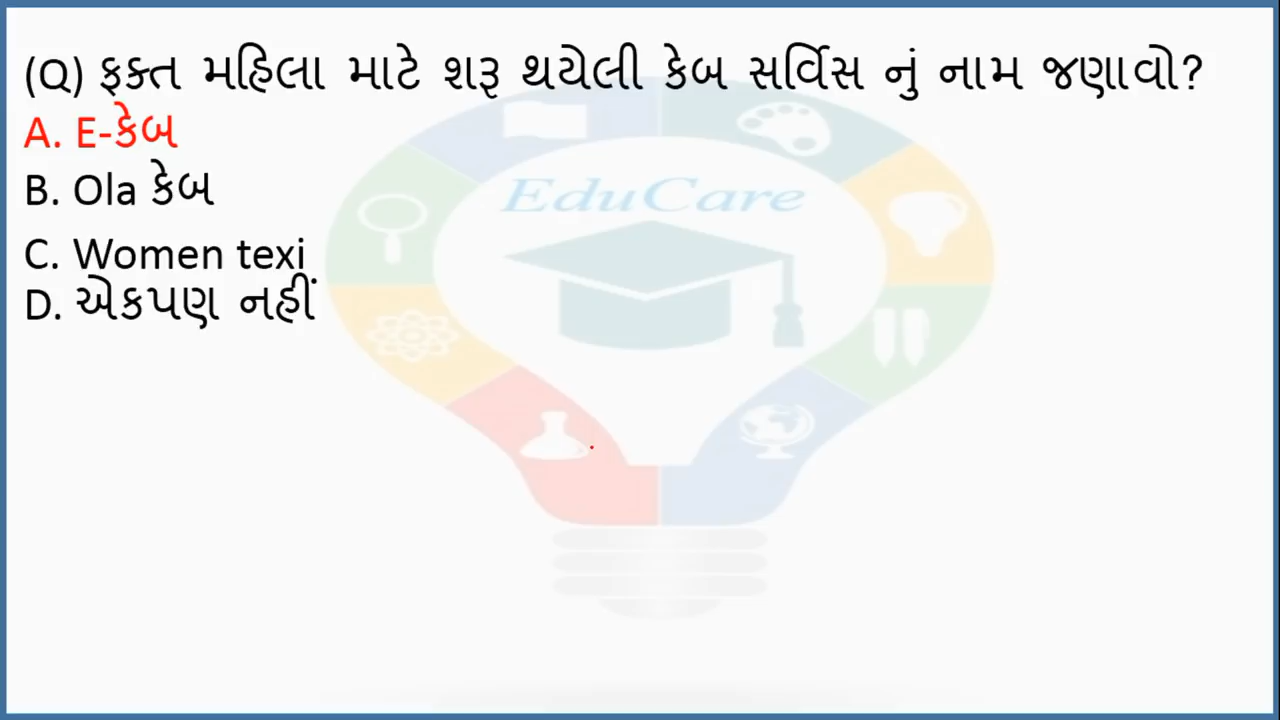 (Q) ફક્ત મહિલા માટે શરૂ થયેલી કેબ સર્વિસ નું નામ જણાવો?
A. E-કેબ
B. Ola કેબ
EduCare
C. Women texi
D. એકપણ નહીં